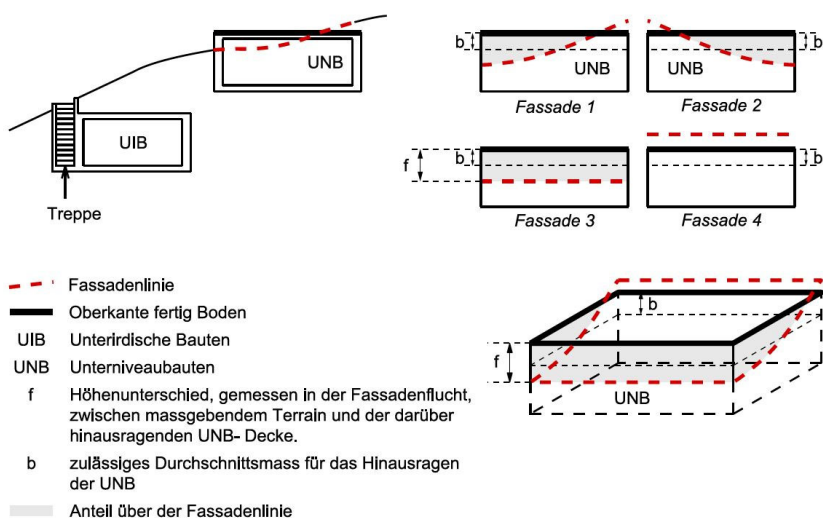 UNB
UIB
Treppe
b
UNB
Fassade 1
UNB
b
Fassade 2
f
b
Fassade 3
b
Fassade 4
Fassadenlinie
Oberkante fertig Boden
UIB Unterirdische Bauten
UNB Unterniveaubauten
f Höhenunterschied, gemessen in der Fassadenflucht,
zwischen massgebendem Terrain und der darüber
hinausragenden UNB- Decke.
b zulässiges Durchschnittsmass für das Hinausragen
der UNB
Anteil über der Fassadenlinie
b
f
UNB